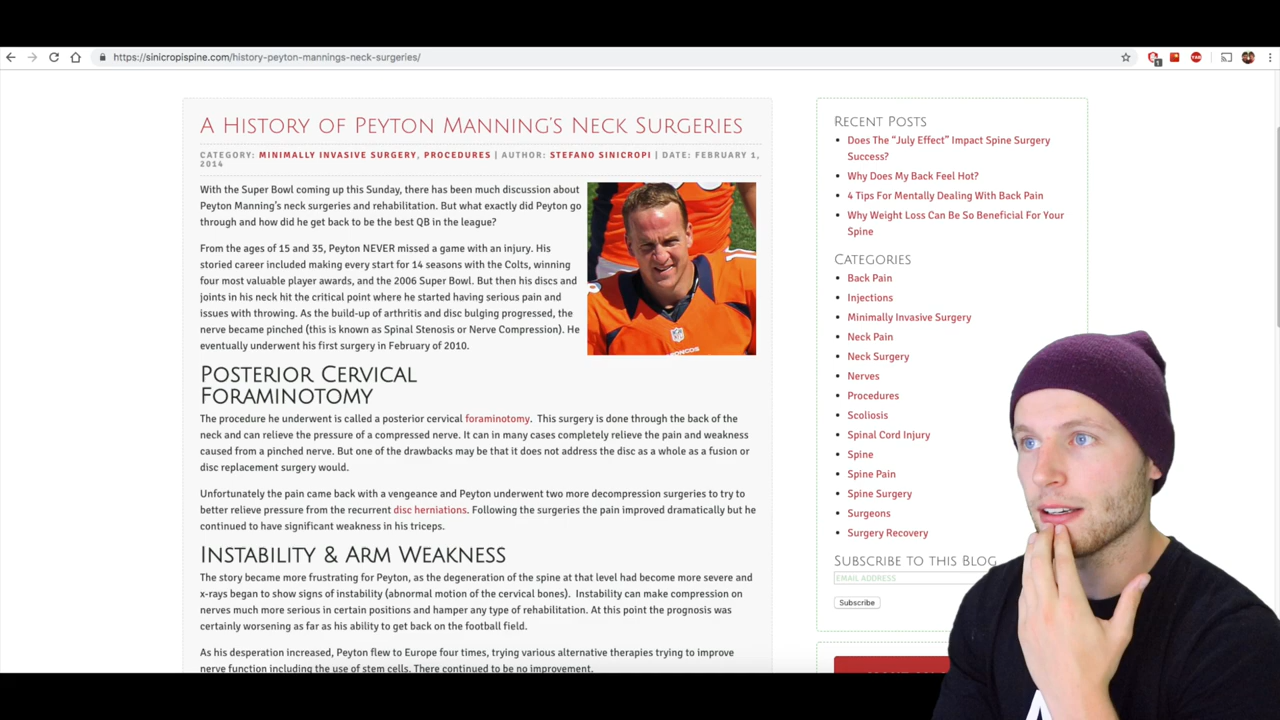 https://sinicropispine.com/history-peyton-mannings-neck-surgeries/
1
A History of Peyton Manning's Neck Surgeries
CATEGORY: MINIMALLY INVASIVE SURGERY, PROCEDURES | AUTHOR: STEFANO SINICROPI | DATE: FEBRUARY 1,
2014
With the Super Bowl coming up this Sunday, there has been much discussion about
Peyton Manning's neck surgeries and rehabilitation. But what exactly did Peyton go
through and how did he get back to be the best QB in the league?
From the ages of 15 and 35, Peyton NEVER missed a game with an injury. His
storied career included making every start for 14 seasons with the Colts, winning
four most valuable player awards, and the 2006 Super Bowl. But then his discs and
joints in his neck hit the critical point where he started having serious pain and
issues with throwing. As the build-up of arthritis and disc bulging progressed, the
nerve became pinched (this is known as Spinal Stenosis or Nerve Compression). He
eventually underwent his first surgery in February of 2010.
Posterior Cervical
Foraminotomy
The procedure he underwent is called a posterior cervical foraminotomy. This surgery is done through the back of the
neck and can relieve the pressure of a compressed nerve. It can in many cases completely relieve the pain and weakness
caused from a pinched nerve. But one of the drawbacks may be that it does not address the disc as a whole as a fusion or
disc replacement surgery would.
Unfortunately the pain came back with a vengeance and Peyton underwent two more decompression surgeries to try to
better relieve pressure from the recurrent disc herniations. Following the surgeries the pain improved dramatically but he
continued to have significant weakness in his triceps.
Instability & Arm Weakness
The story became more frustrating for Peyton, as the degeneration of the spine at that level had become more severe and
x-rays began to show signs of instability (abnormal motion of the cervical bones). Instability can make compression on
nerves much more serious in certain positions and hamper any type of rehabilitation. At this point the prognosis was
certainly worsening as far as his ability to get back on the football field.
As his desperation increased, Peyton flew to Europe four times, trying various alternative therapies trying to improve
nerve function including the use of stem cells. There continued to be no improvement.
Recent Posts
Does The "July Effect" Impact Spine Surgery
Success?
Why Does My Back Feel Hot?
4 Tips For Mentally Dealing With Back Pain
Why Weight Loss Can Be So Beneficial For Your
Spine
Categories
Back Pain
Injections
Minimally Invasive Surgery
Neck Pain
Neck Surgery
Nerves
Procedures
Scoliosis
Spinal Cord Injury
Spine
Spine Pain
Spine Surgery
Surgeons
Surgery Recovery
Subscribe to this Blog
EMAIL ADDRESS
Subscribe